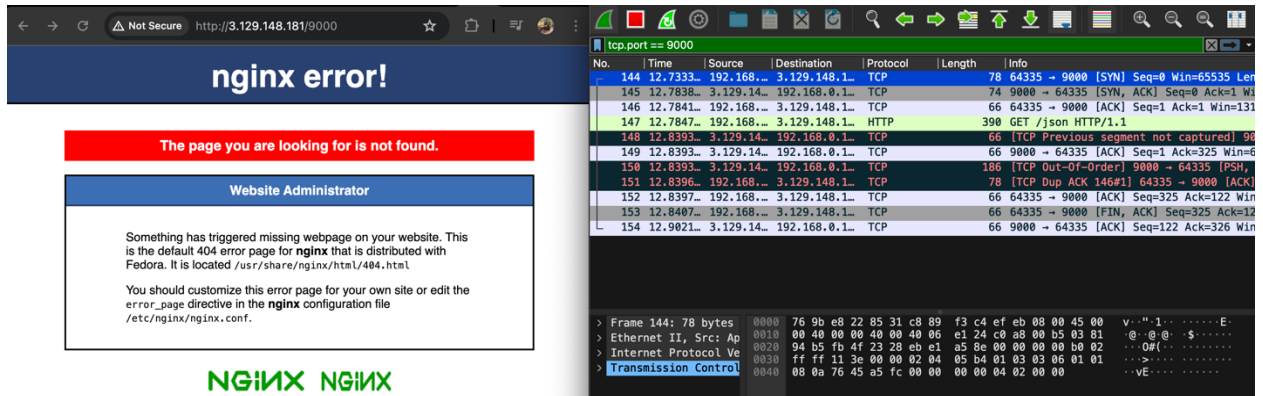 Not Secure http://3.129.148.181/9000
nginx error!
The page you are looking for is not found.
Website Administrator
Something has triggered missing webpage on your website. This
is the default 404 error page for nginx that is distributed with
Fedora. It is located /usr/share/nginx/html/404.html
You should customize this error page for your own site or edit the
error_page directive in the nginx configuration file
/etc/nginx/nginx.conf.
NGiNX NGiNX
tcp.port == 9000
No. Time Source Destination Protocol Length Info
144 12.7333… 192.168.… 3.129.148.1… TCP 78 64335 → 9000 [SYN] Seq=0 Win=65535 Len
145 12.7838… 3.129.14… 192.168.0.1… TCP 74 9000 → 64335 [SYN, ACK] Seq=0 Ack=1 Wi
146 12.7841… 192.168.… 3.129.148.1… TCP 66 64335 → 9000 [ACK] Seq=1 Ack=1 Win=131
147 12.7847… 192.168.… 3.129.148.1… HTTP 390 GET /json HTTP/1.1
148 12.8393… 3.129.14… 192.168.0.1… TCP 66 [TCP Previous segment not captured] 90
149 12.8393… 3.129.14… 192.168.0.1… TCP 66 9000 → 64335 [ACK] Seq=1 Ack=325 Win=6
150 12.8393… 3.129.14… 192.168.0.1… TCP 186 [TCP Out-Of-Order] 9000 → 64335 [PSH,
151 12.8396… 192.168.… 3.129.148.1… TCP 78 [TCP Dup ACK 146#1] 64335 → 9000 [ACK]
152 12.8397… 192.168.… 3.129.148.1… TCP 66 64335 → 9000 [ACK] Seq=325 Ack=122 Win
153 12.8407… 192.168.… 3.129.148.1… TCP 66 64335 → 9000 [FIN, ACK] Seq=325 Ack=12
154 12.9021… 3.129.14… 192.168.0.1… TCP 66 9000 → 64335 [ACK] Seq=122 Ack=326 Win
Frame 144: 78 bytes
Ethernet II, Src: Ap
Internet Protocol Ve
Transmission Control
0000 76 9b e8 22 85 31 c8 89 f3 c4 ef eb 08 00 45 00 v··"·1·· ······E·
0010 00 40 00 00 40 00 40 06 e1 24 c0 a8 00 b5 03 81 ·@··@·@· ·$······
0020 94 b5 fb 4f 23 28 eb e1 a5 8e 00 00 00 00 b0 02 ···O#(·· ········
0030 ff ff 11 3e 00 00 02 04 05 b4 01 03 03 06 01 01 ···>···· ········
0040 08 0a 76 45 a5 fc 00 00 00 00 04 02 00 00 ··vE···· ······